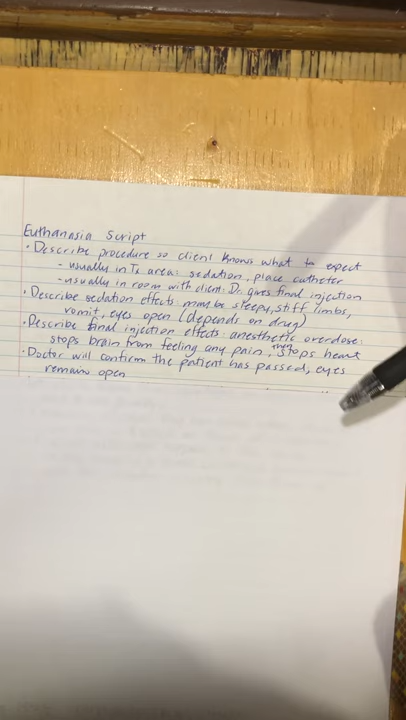 Euthanasia Script
• Describe procedure so client knows what to expect
- usually in Tx area: sedation, place catheter
- usually in room with client: Dr. gives final injection
• Describe sedation effects: may be sleepy, stiff limbs,
vomit, eyes open (depends on drug)
• Describe final injection effects: anesthetic overdose:
stops brain from feeling any pain, then stops heart
• Doctor will confirm the patient has passed, eyes
remain open